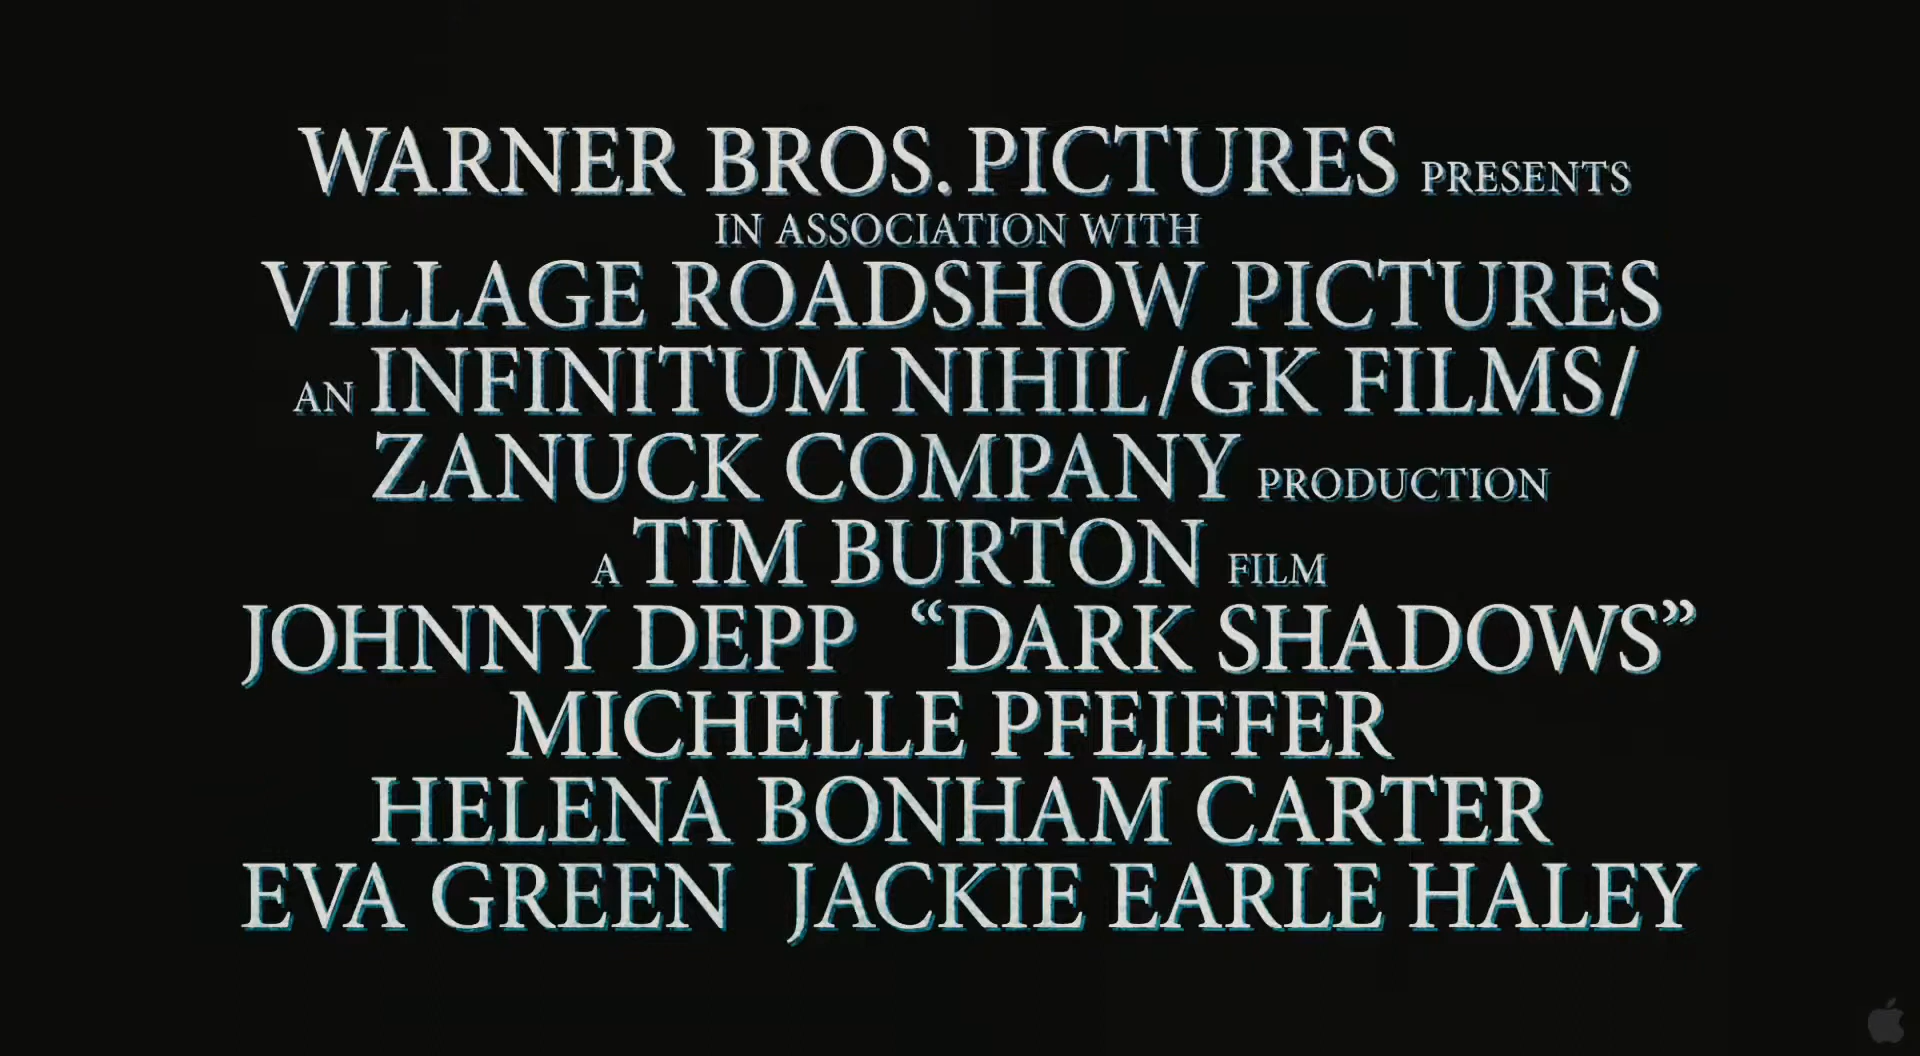 WARNER BROS. PICTURES PRESENTS
IN ASSOCIATION WITH
VILLAGE ROADSHOW PICTURES
AN INFINITUM NIHIL/GK FILMS/
ZANUCK COMPANY PRODUCTION
A TIM BURTON FILM
JOHNNY DEPP “DARK SHADOWS”
MICHELLE PFEIFFER
HELENA BONHAM CARTER
EVA GREEN JACKIE EARLE HALEY